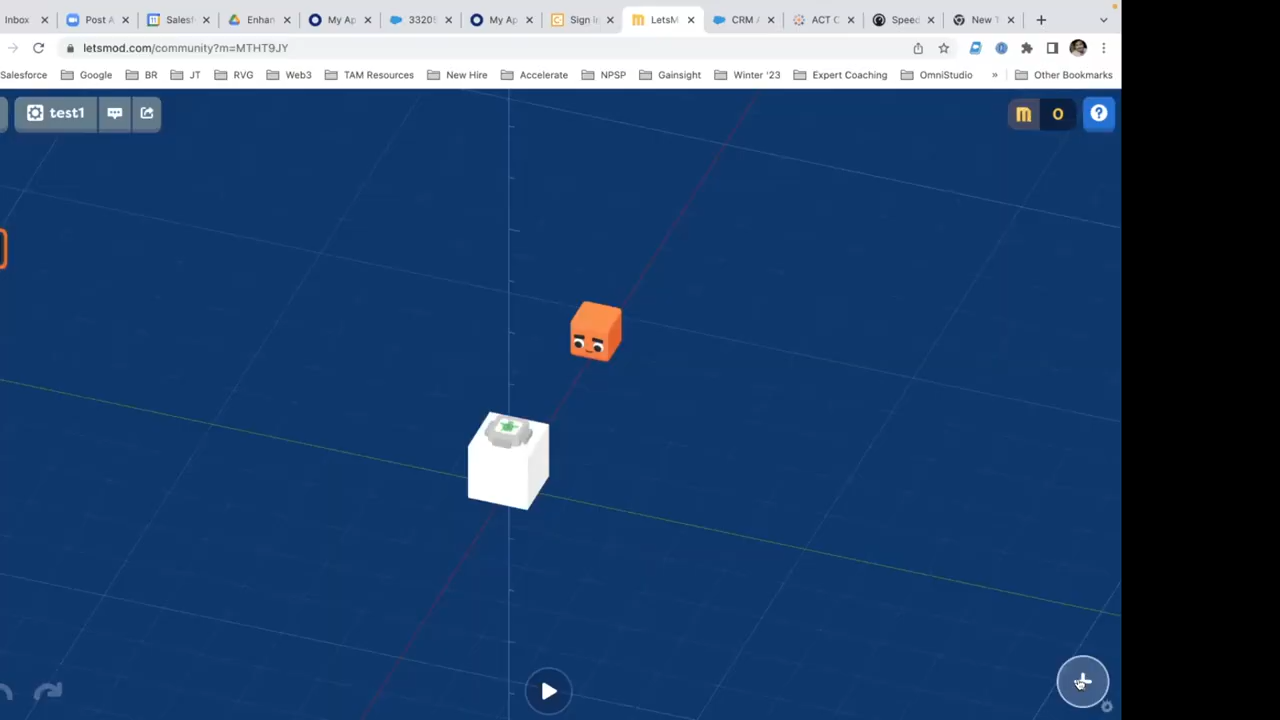 Inbox Post A Salesf Enhan My Ap 33205 My Ap Sign i LetsM CRM A ACT C Speed New T
letsmod.com/community?m=MTHT9JY
Salesforce Google BR JT RVG Web3 TAM Resources New Hire Accelerate NPSP Gainsight Winter '23 Expert Coaching OmniStudio » Other Bookmarks
test1 m 0 ?